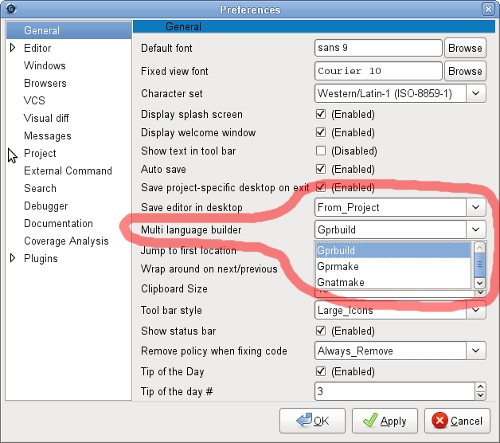 Preferences
General
Editor
Windows
Browsers
VCS
Visual diff
Messages
Project
External Command
Search
Debugger
Documentation
Coverage Analysis
Plugins
General
Default font sans 9 Browse
Fixed view font Courier 10 Browse
Character set Western/Latin-1 (ISO-8859-1)
Display splash screen (Enabled)
Display welcome window (Enabled)
Show text in tool bar (Disabled)
Auto save (Enabled)
Save project-specific desktop on exit (Enabled)
Save editor in desktop From_Project
Multi language builder Gprbuild
Jump to first location Gprbuild
Wrap around on next/previous Gprmake
Gnatmake
Clipboard Size
Tool bar style Large_Icons
Show status bar (Enabled)
Remove policy when fixing code Always_Remove
Tip of the Day (Enabled)
Tip of the day # 3
OK Apply Cancel